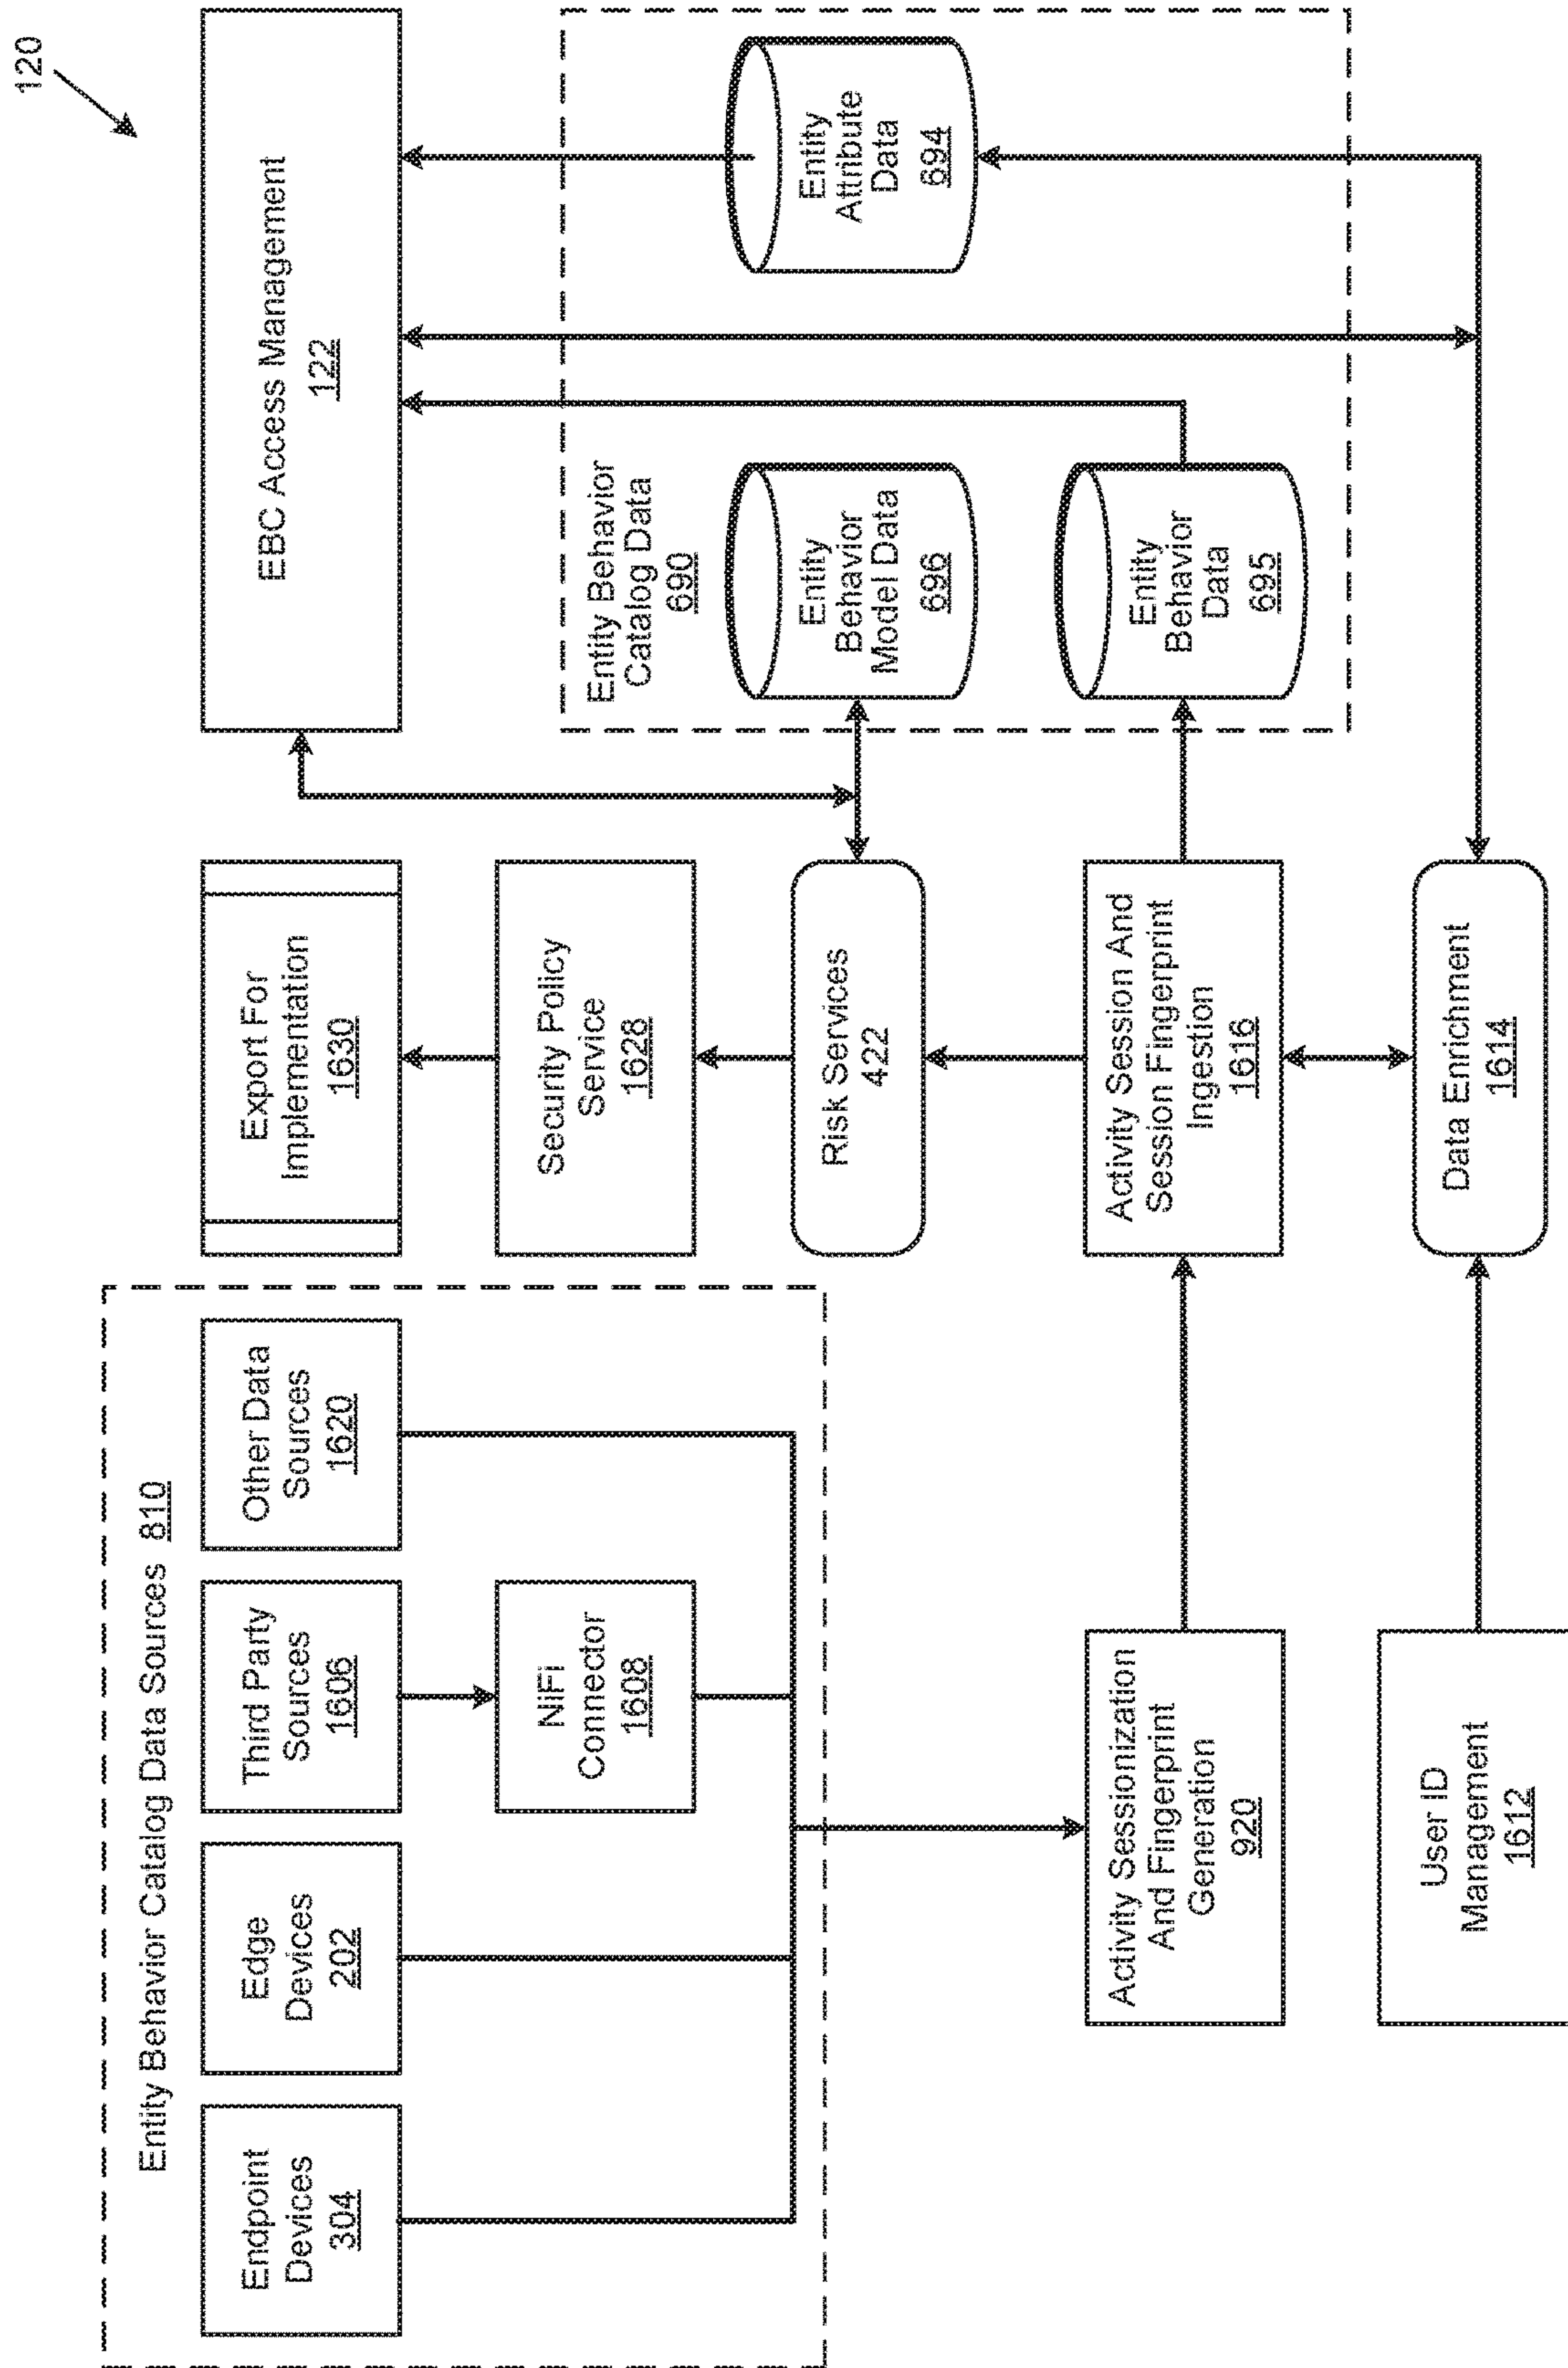 120
Entity Behavior Catalog Data Sources 810
Endpoint
Devices
304
Edge
Devices
202
Third Party
Sources
1606
Other Data
Sources
1620
NiFi
Connector
1608
Export For
Implementation
1630
Security Policy
Service
1628
Risk Services
422
EBC Access Management
122
Entity Behavior
Catalog Data
690
Entity
Behavior
Model Data
696
Entity
Attribute
Data
694
Entity
Behavior
Data
695
Activity Sessionization
And Fingerprint
Generation
920
Activity Session And
Session Fingerprint
Ingestion
1616
User ID
Management
1612
Data Enrichment
1614